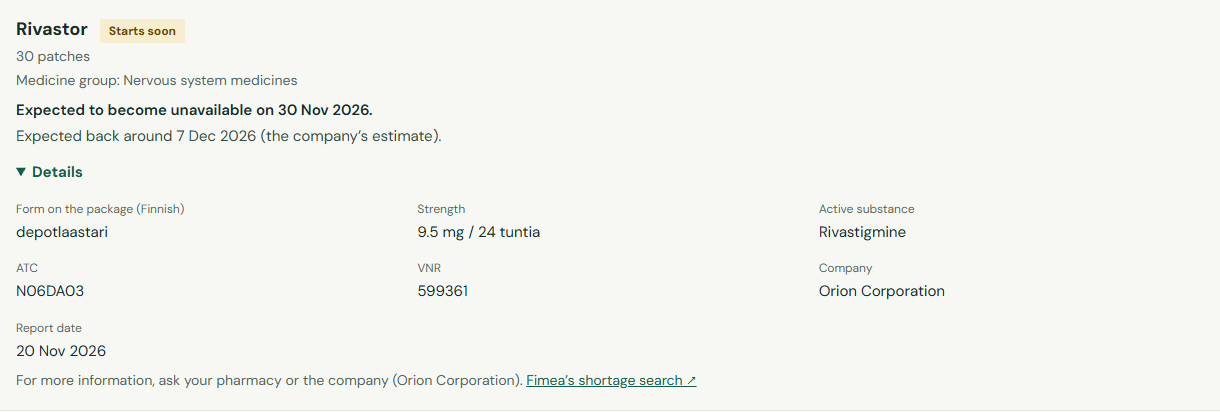 Rivastor Starts soon
30 patches
Medicine group: Nervous system medicines
Expected to become unavailable on 30 Nov 2026.
Expected back around 7 Dec 2026 (the company’s estimate).
▼ Details
Form on the package (Finnish) Strength Active substance
depotlaastari 9.5 mg / 24 tuntia Rivastigmine
ATC VNR Company
N06DA03 599361 Orion Corporation
Report date
20 Nov 2026
For more information, ask your pharmacy or the company (Orion Corporation). Fimea’s shortage search ↗